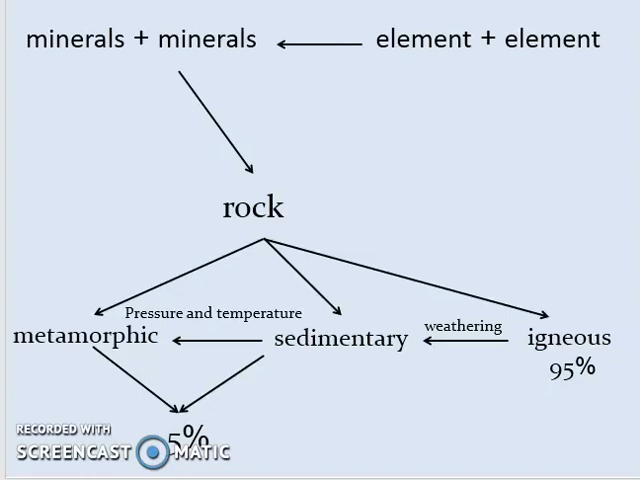 minerals + minerals element + element
rock
Pressure and temperature
weathering
metamorphic sedimentary igneous
95%
5%
RECORDED WITH
SCREENCAST MATIC